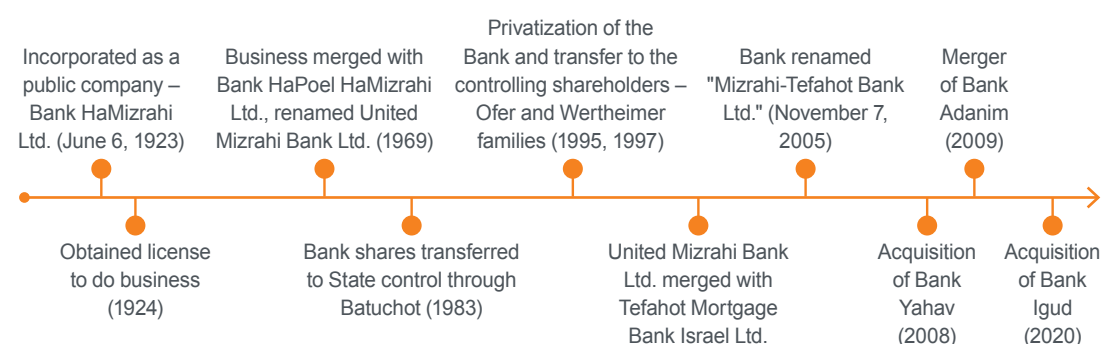 Incorporated as a
public company –
Bank HaMizrahi
Ltd. (June 6, 1923)
Business merged with
Bank HaPoel HaMizrahi
Ltd., renamed United
Mizrahi Bank Ltd. (1969)
Privatization of the
Bank and transfer to the
controlling shareholders –
Ofer and Wertheimer
families (1995, 1997)
Bank renamed
"Mizrahi-Tefahot Bank
Ltd." (November 7,
2005)
Merger
of Bank
Adanim
(2009)
Obtained license
to do business
(1924)
Bank shares transferred
to State control through
Batuchot (1983)
United Mizrahi Bank
Ltd. merged with
Tefahot Mortgage
Bank Israel Ltd.
Acquisition
of Bank
Yahav
(2008)
Acquisition
of Bank
Igud
(2020)